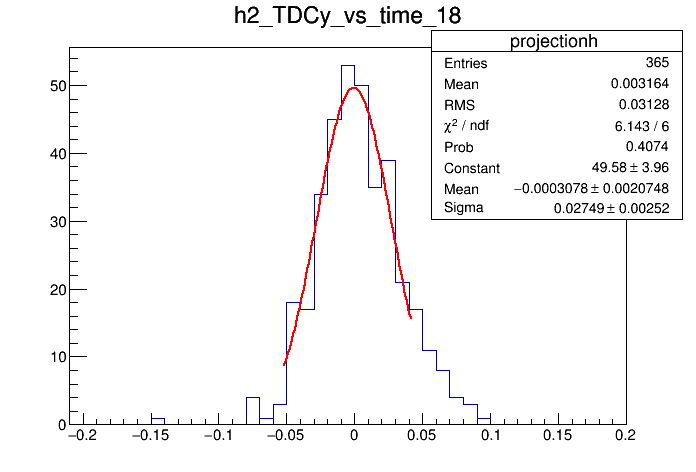 h2_TDCy_vs_time_18
projectionh
Entries 365
Mean 0.003164
RMS 0.03128
χ² / ndf 6.143 / 6
Prob 0.4074
Constant 49.58 ± 3.96
Mean −0.0003078 ± 0.0020748
Sigma 0.02749 ± 0.00252
50
40
30
20
10
0
−0.2 −0.15 −0.1 −0.05 0 0.05 0.1 0.15 0.2